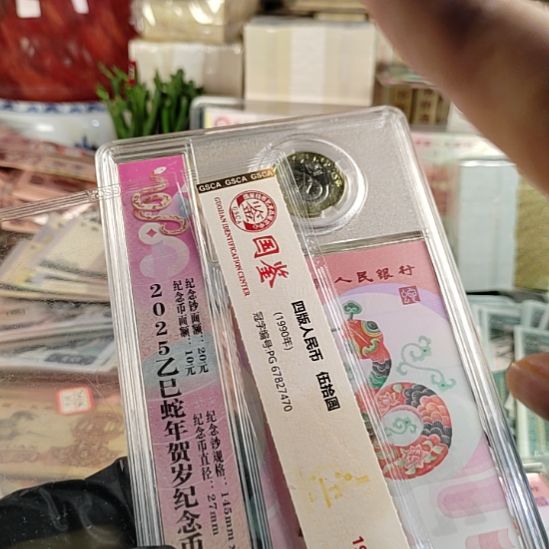 2025乙巳蛇年贺岁纪念币
纪念钞面额:20元
纪念币面额:10元
纪念钞规格:145mm
纪念币直径:27mm
GSCA GSCA GSCA
鉴
GSCA
国鉴
GUOJIAN IDENTIFICATION CENTER
四版人民币 伍拾圆
(1990年)
冠字编号:PG 67827470
人民银行